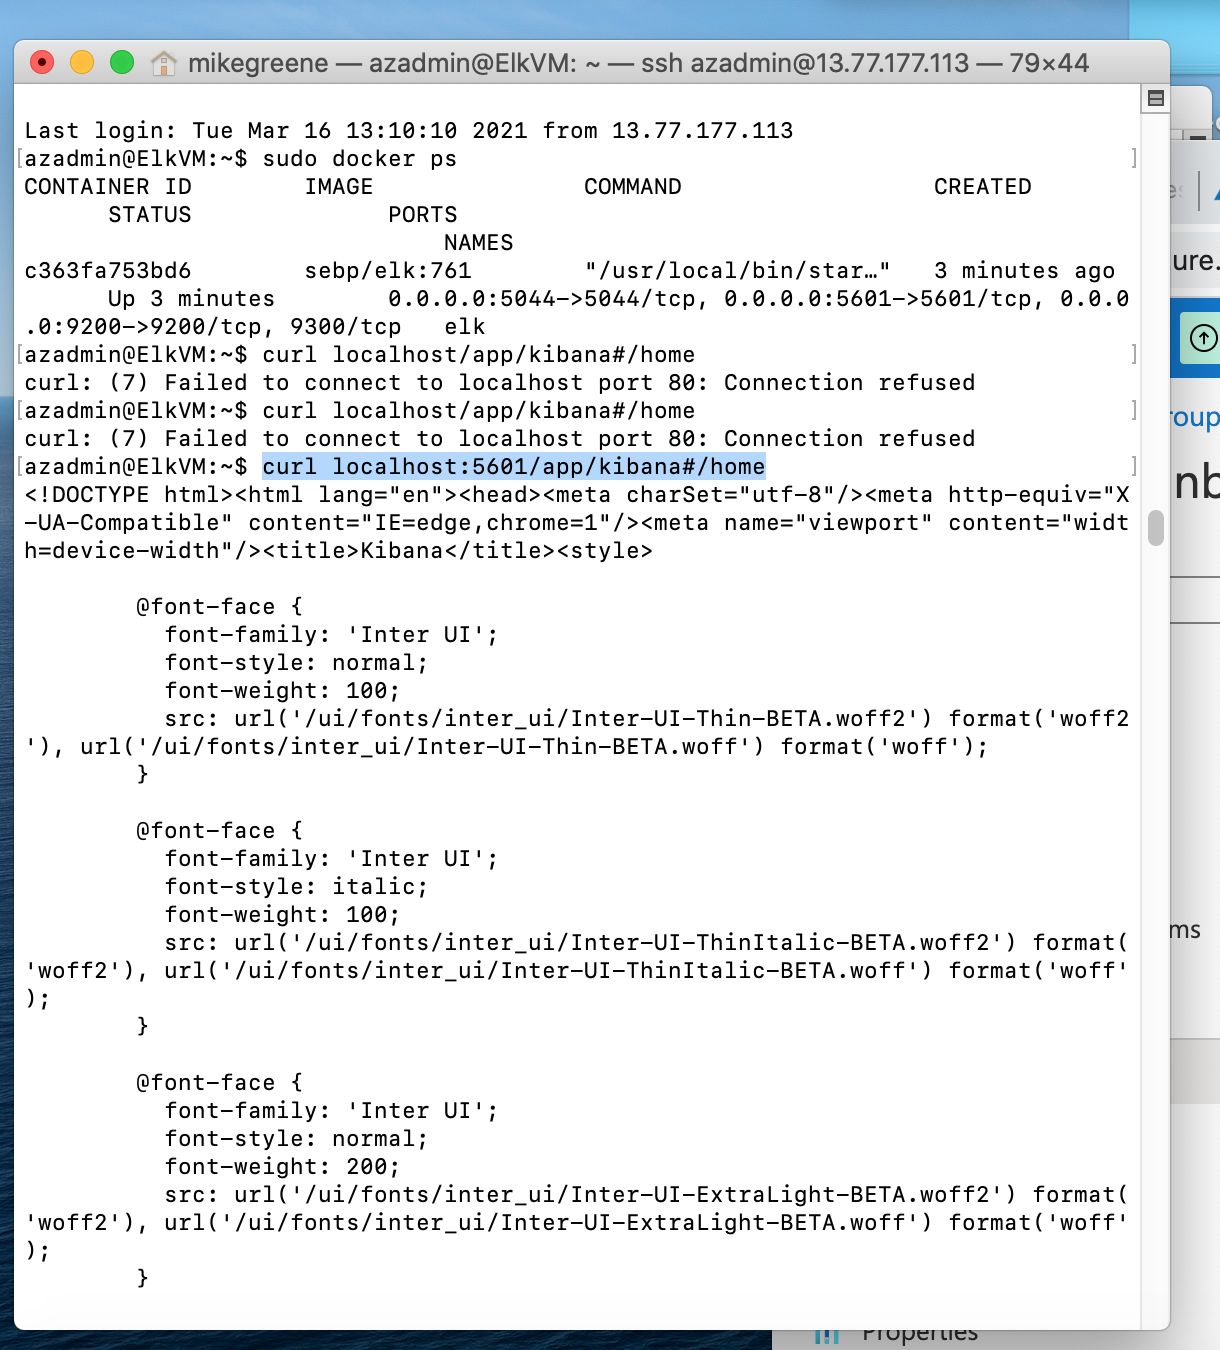 mikegreene — azadmin@ElkVM: ~ — ssh azadmin@13.77.177.113 — 79×44
Last login: Tue Mar 16 13:10:10 2021 from 13.77.177.113
[azadmin@ElkVM:~$ sudo docker ps ]
CONTAINER ID        IMAGE               COMMAND                  CREATED
      STATUS              PORTS
                              NAMES
c363fa753bd6        sebp/elk:761        "/usr/local/bin/star…"   3 minutes ago
      Up 3 minutes        0.0.0.0:5044->5044/tcp, 0.0.0.0:5601->5601/tcp, 0.0.0
.0:9200->9200/tcp, 9300/tcp   elk
[azadmin@ElkVM:~$ curl localhost/app/kibana#/home ]
curl: (7) Failed to connect to localhost port 80: Connection refused
[azadmin@ElkVM:~$ curl localhost/app/kibana#/home ]
curl: (7) Failed to connect to localhost port 80: Connection refused
[azadmin@ElkVM:~$ curl localhost:5601/app/kibana#/home ]
<!DOCTYPE html><html lang="en"><head><meta charSet="utf-8"/><meta http-equiv="X
-UA-Compatible" content="IE=edge,chrome=1"/><meta name="viewport" content="widt
h=device-width"/><title>Kibana</title><style>
        @font-face {
          font-family: 'Inter UI';
          font-style: normal;
          font-weight: 100;
          src: url('/ui/fonts/inter_ui/Inter-UI-Thin-BETA.woff2') format('woff2
'), url('/ui/fonts/inter_ui/Inter-UI-Thin-BETA.woff') format('woff');
        }
        @font-face {
          font-family: 'Inter UI';
          font-style: italic;
          font-weight: 100;
          src: url('/ui/fonts/inter_ui/Inter-UI-ThinItalic-BETA.woff2') format(
'woff2'), url('/ui/fonts/inter_ui/Inter-UI-ThinItalic-BETA.woff') format('woff'
);
        }
        @font-face {
          font-family: 'Inter UI';
          font-style: normal;
          font-weight: 200;
          src: url('/ui/fonts/inter_ui/Inter-UI-ExtraLight-BETA.woff2') format(
'woff2'), url('/ui/fonts/inter_ui/Inter-UI-ExtraLight-BETA.woff') format('woff'
);
        }
ure.
roup
nb
ms
Properties